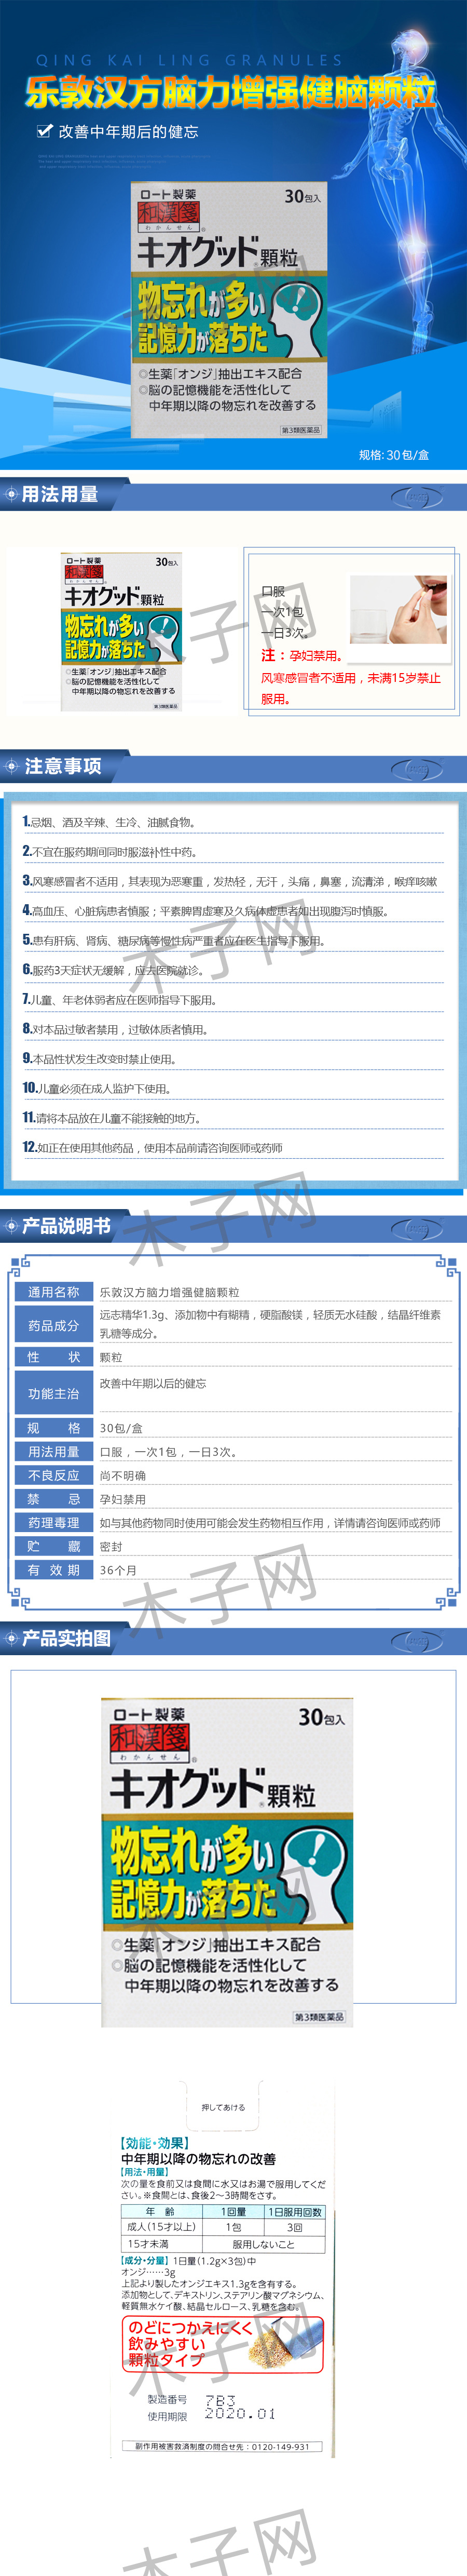 QING KAI LING GRANULES
乐敦汉方脑力增强健脑颗粒
改善中年期后的健忘
ロート製薬
30包入
和漢箋
わかんせん
キオグッド顆粒
物忘れが多い
記憶力が落ちた
◎生薬「オンジ」抽出エキス配合
◎脳の記憶機能を活性化して
中年期以降の物忘れを改善する
第3類医薬品
规格:30包/盒
用法用量
ロート製薬
30包入
和漢箋
キオグッド顆粒
物忘れが多い
記憶力が落ちた
◎生薬「オンジ」抽出エキス配合
◎脳の記憶機能を活性化して
中年期以降の物忘れを改善する
第3類医薬品
口服
一次1包
一日3次。
注：孕妇禁用。
风寒感冒者不适用，未满15岁禁止
服用。
木子网
注意事项
1.忌烟、酒及辛辣、生冷、油腻食物。
2.不宜在服药期间同时服滋补性中药。
3.风寒感冒者不适用，其表现为恶寒重，发热轻，无汗，头痛，鼻塞，流清涕，喉痒咳嗽
4.高血压、心脏病患者慎服；平素脾胃虚寒及久病体虚患者如出现腹泻时慎服。
5.患有肝病、肾病、糖尿病等慢性病严重者应在医生指导下服用。
6.服药3天症状无缓解，应去医院就诊。
7.儿童、年老体弱者应在医师指导下服用。
8.对本品过敏者禁用，过敏体质者慎用。
9.本品性状发生改变时禁止使用。
10.儿童必须在成人监护下使用。
11.请将本品放在儿童不能接触的地方。
12.如正在使用其他药品，使用本品前请咨询医师或药师
木子网
产品说明书
木子网
通用名称 乐敦汉方脑力增强健脑颗粒
药品成分 远志精华1.3g、添加物中有糊精，硬脂酸镁，轻质无水硅酸，结晶纤维素
乳糖等成分。
性 状 颗粒
功能主治 改善中年期以后的健忘
规 格 30包/盒
用法用量 口服，一次1包，一日3次。
不良反应 尚不明确
禁 忌 孕妇禁用
药理毒理 如与其他药物同时使用可能会发生药物相互作用，详情请咨询医师或药师
贮 藏 密封
有 效 期 36个月
木子网
产品实拍图
ロート製薬
30包入
和漢箋
わかんせん
キオグッド顆粒
物忘れが多い
記憶力が落ちた
◎生薬「オンジ」抽出エキス配合
◎脳の記憶機能を活性化して
中年期以降の物忘れを改善する
第3類医薬品
木子网
押してあける
【効能・効果】
中年期以降の物忘れの改善
【用法・用量】
次の量を食前又は食間に水又はお湯で服用してくだ
さい。※食間とは、食後2〜3時間をさす。
年 齢 1回量 1日服用回数
成人(15才以上) 1包 3回
15才未満 服用しないこと
【成分・分量】1日量(1.2g×3包)中
オンジ……3g
上記より製したオンジエキス1.3gを含有する。
添加物として、デキストリン、ステアリン酸マグネシウム、
軽質無水ケイ酸、結晶セルロース、乳糖を含む。
のどにつかえにくく
飲みやすい
顆粒タイプ
木子网
製造番号 7B3
使用期限 2020.01
副作用被害救済制度の問合せ先：0120-149-931
木子网